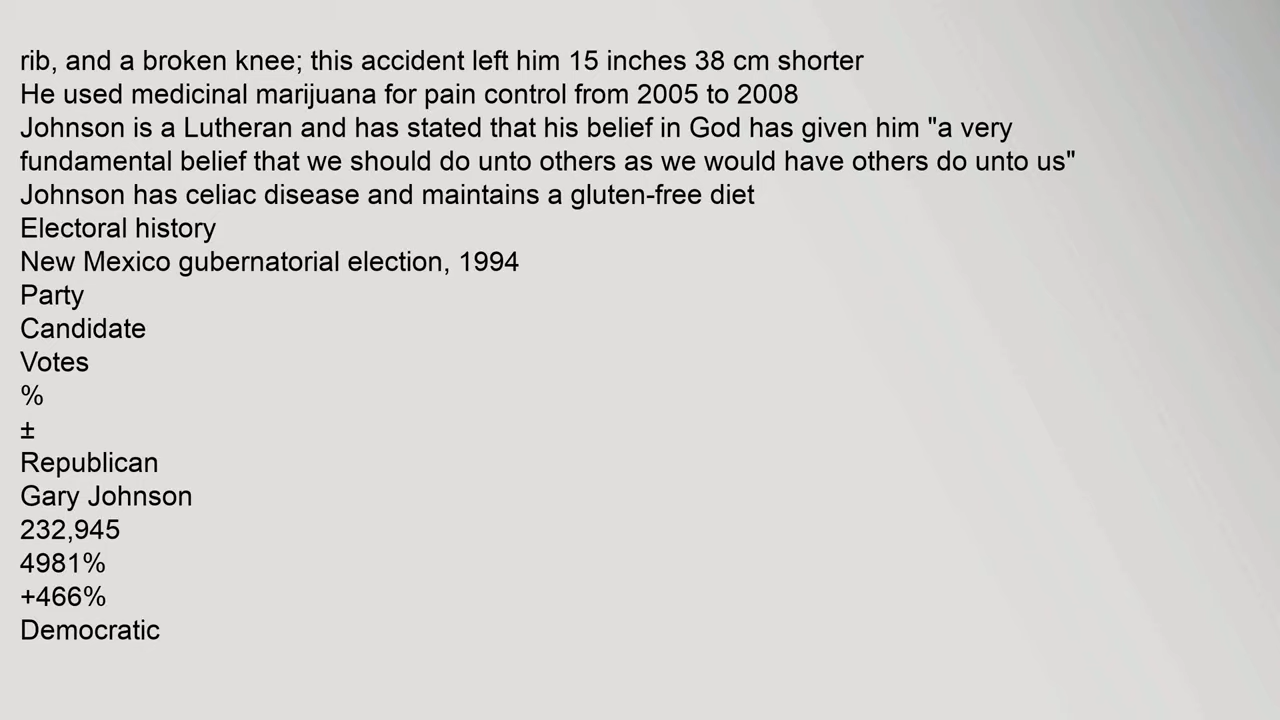 rib, and a broken knee; this accident left him 15 inches 38 cm shorter
He used medicinal marijuana for pain control from 2005 to 2008
Johnson is a Lutheran and has stated that his belief in God has given him "a very
fundamental belief that we should do unto others as we would have others do unto us"
Johnson has celiac disease and maintains a gluten-free diet
Electoral history
New Mexico gubernatorial election, 1994
Party
Candidate
Votes
%
±
Republican
Gary Johnson
232,945
4981%
+466%
Democratic